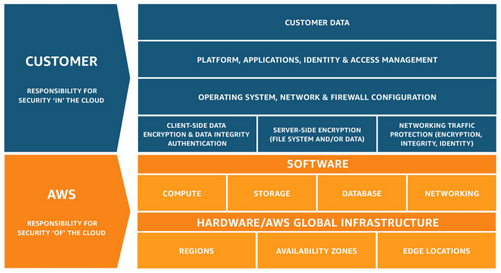 CUSTOMER
RESPONSIBILITY FOR
SECURITY 'IN' THE CLOUD
CUSTOMER DATA
PLATFORM, APPLICATIONS, IDENTITY & ACCESS MANAGEMENT
OPERATING SYSTEM, NETWORK & FIREWALL CONFIGURATION
CLIENT-SIDE DATA
ENCRYPTION & DATA INTEGRITY
AUTHENTICATION
SERVER-SIDE ENCRYPTION
(FILE SYSTEM AND/OR DATA)
NETWORKING TRAFFIC
PROTECTION (ENCRYPTION,
INTEGRITY, IDENTITY)
AWS
RESPONSIBILITY FOR
SECURITY 'OF' THE CLOUD
SOFTWARE
COMPUTE
STORAGE
DATABASE
NETWORKING
HARDWARE/AWS GLOBAL INFRASTRUCTURE
REGIONS
AVAILABILITY ZONES
EDGE LOCATIONS